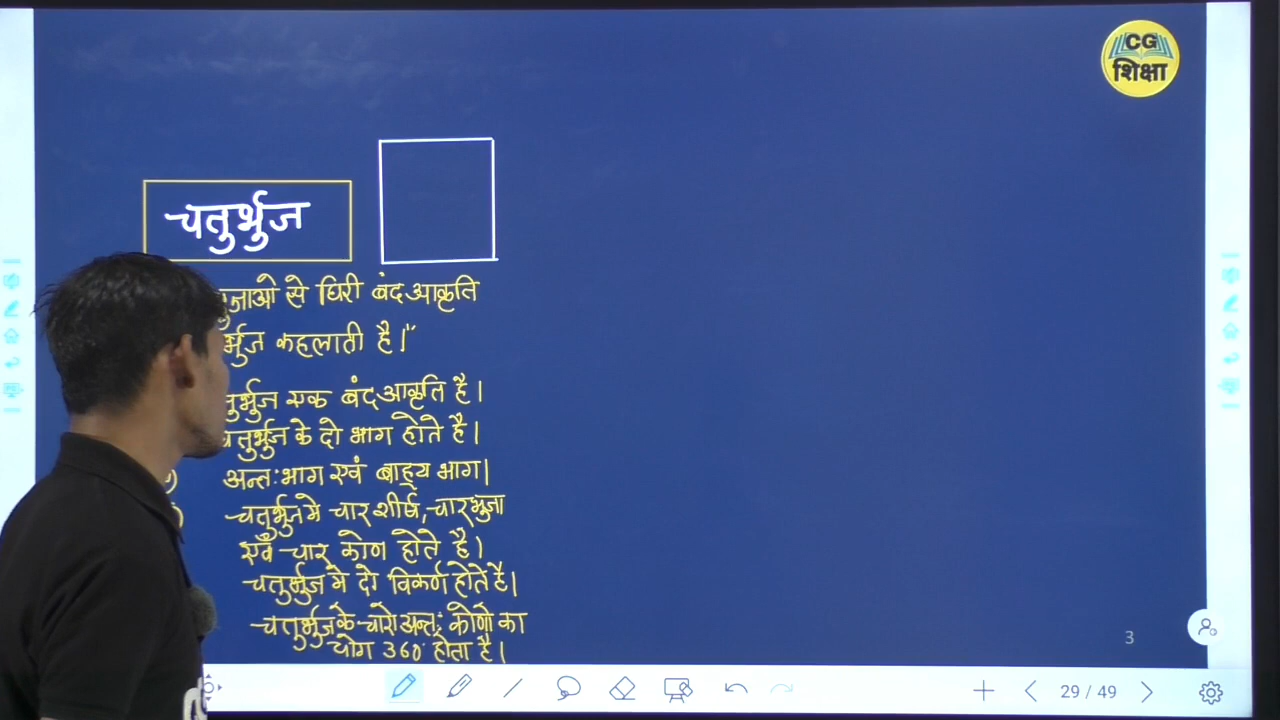 CG
शिक्षा
चतुर्भुज
भुजाओ से घिरी बंद आकृति
कहलाती है।"
चतुर्भुज एक बंद आकृति है।
चतुर्भुज के दो भाग होते है।
अन्तः भाग एवं बाह्य भाग।
चतुर्भुज मे चार शीर्ष, चार भुजा
एवं चार कोण होते है।
चतुर्भुज मे दो विकर्ण होते है।
चतुर्भुज के चारो अन्तः कोणो का
योग 360° होता है।
3
29 / 49